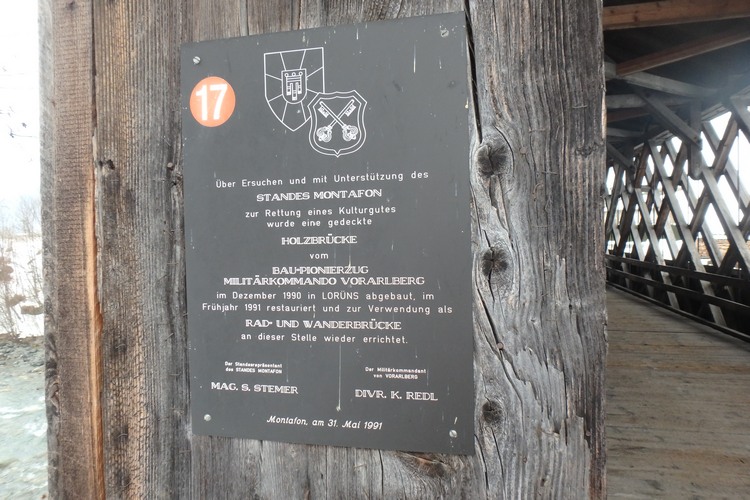 17
Über Ersuchen und mit Unterstützung des
STANDES MONTAFON
zur Rettung eines Kulturgutes
wurde eine gedeckte
HOLZBRÜCKE
vom
BAU-PIONIERZUG
MILITÄRKOMMANDO VORARLBERG
im Dezember 1990 in LORÜNS abgebaut, im
Frühjahr 1991 restauriert und zur Verwendung als
RAD- UND WANDERBRÜCKE
an dieser Stelle wieder errichtet.
Der Standesrepräsentant
des STANDES MONTAFON
MAG. S. STEMER
Der Militärkommandant
von VORARLBERG
DIVR. K. REDL
Montafon, am 31. Mai 1991